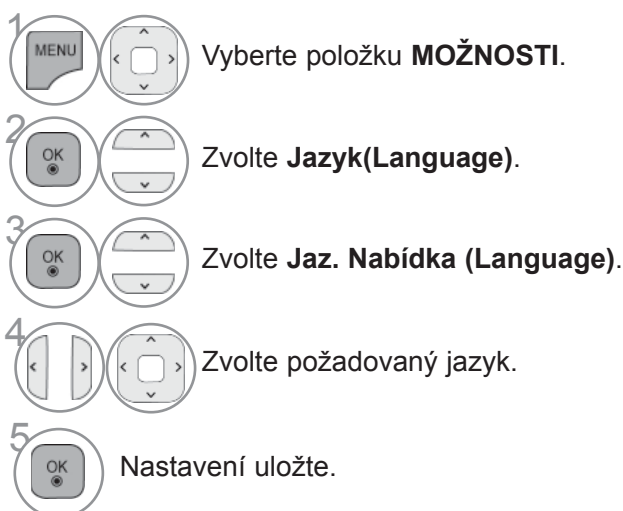 1 MENU Vyberte položku MOŽNOSTI.
2 OK Zvolte Jazyk(Language).
3 OK Zvolte Jaz. Nabídka (Language).
4 Zvolte požadovaný jazyk.
5 OK Nastavení uložte.